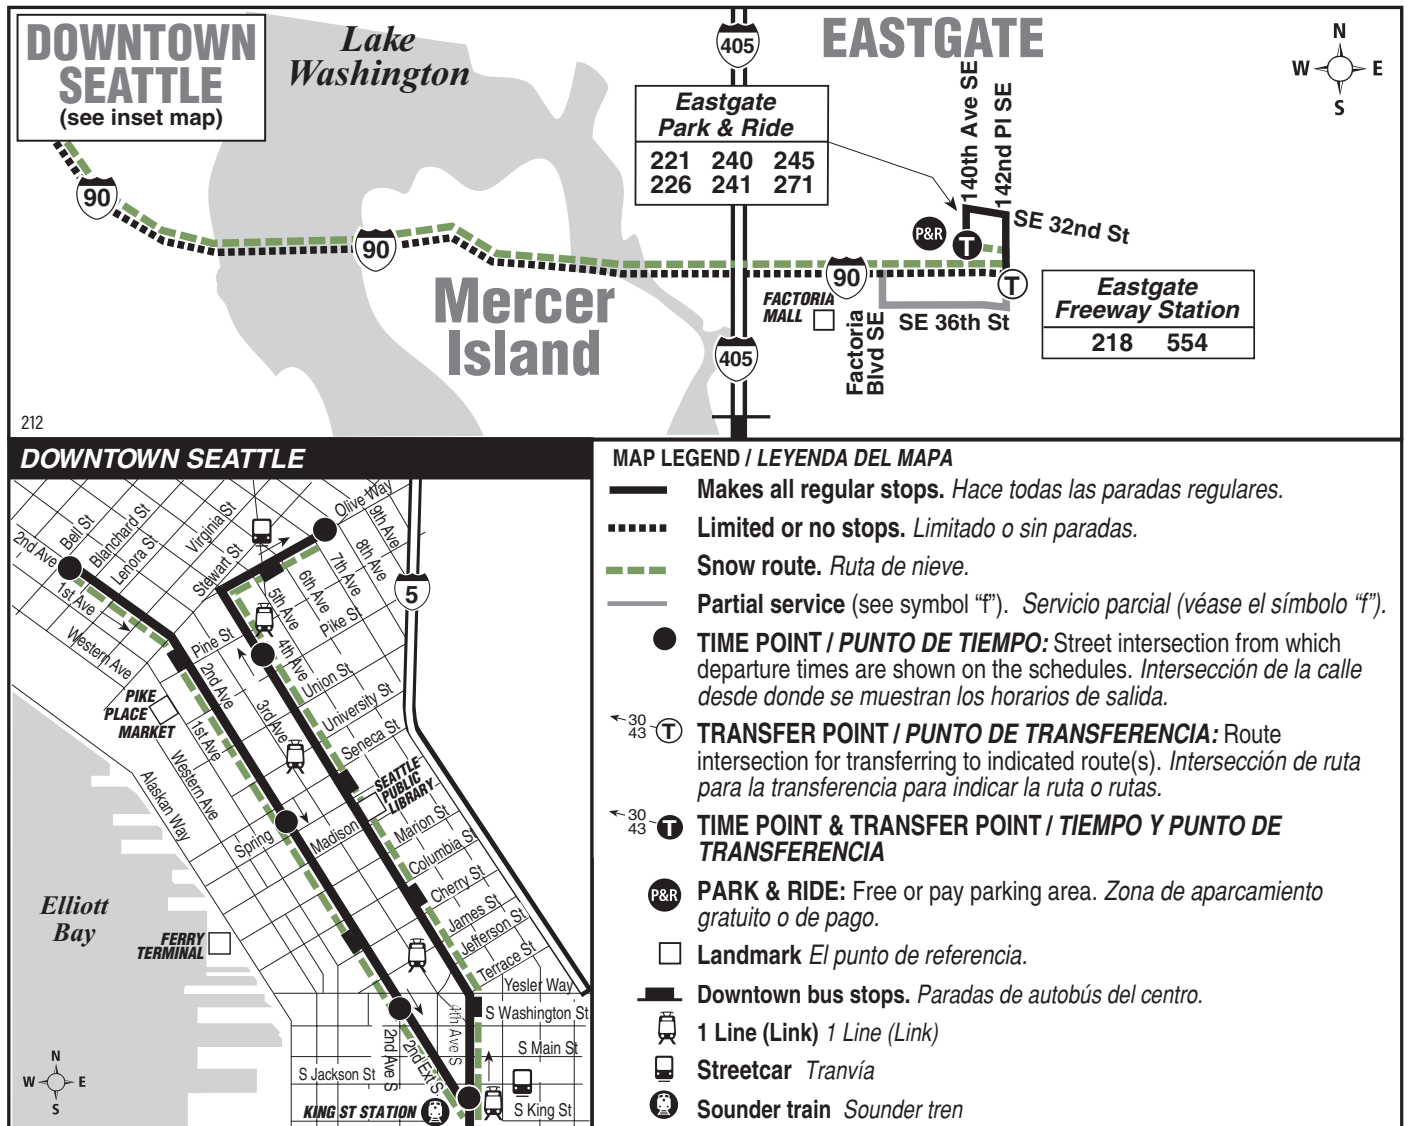 DOWNTOWN
SEATTLE
(see inset map)
Lake
Washington
405
EASTGATE
N
W E
S
Eastgate
Park & Ride
221 240 245
226 241 271
140th Ave SE
142nd Pl SE
SE 32nd St
P&R
T
90
90
90
T
Mercer
Island
FACTORIA
MALL
Factoria
Blvd SE
SE 36th St
Eastgate
Freeway Station
218 554
405
212
DOWNTOWN SEATTLE
2nd Ave
Bell St
Blanchard St
Lenora St
Virginia St
Stewart St
Olive Way
9th Ave
8th Ave
7th Ave
6th Ave
5th Ave
4th Ave
1st Ave
Western Ave
Pine St
Pike St
5
2nd Ave
3rd Ave
Union St
University St
Seneca St
PIKE
PLACE
MARKET
1st Ave
Western Ave
Alaskan Way
SEATTLE
PUBLIC
LIBRARY
Spring
Madison
Marion St
Columbia St
Cherry St
James St
Jefferson St
Terrace St
Yesler Way
Elliott
Bay
FERRY
TERMINAL
4th Ave S
S Washington St
2nd Ave S
2nd Ext S
S Main St
S Jackson St
S King St
KING ST STATION
N
W E
S
MAP LEGEND / LEYENDA DEL MAPA
Makes all regular stops. Hace todas las paradas regulares.
Limited or no stops. Limitado o sin paradas.
Snow route. Ruta de nieve.
Partial service (see symbol “f”). Servicio parcial (véase el símbolo “f”).
TIME POINT / PUNTO DE TIEMPO: Street intersection from which
departure times are shown on the schedules. Intersección de la calle
desde donde se muestran los horarios de salida.
30
43
T
TRANSFER POINT / PUNTO DE TRANSFERENCIA: Route
intersection for transferring to indicated route(s). Intersección de ruta
para la transferencia para indicar la ruta o rutas.
30
43
T
TIME POINT & TRANSFER POINT / TIEMPO Y PUNTO DE
TRANSFERENCIA
P&R
PARK & RIDE: Free or pay parking area. Zona de aparcamiento
gratuito o de pago.
Landmark El punto de referencia.
Downtown bus stops. Paradas de autobús del centro.
1 Line (Link) 1 Line (Link)
Streetcar Tranvía
Sounder train Sounder tren